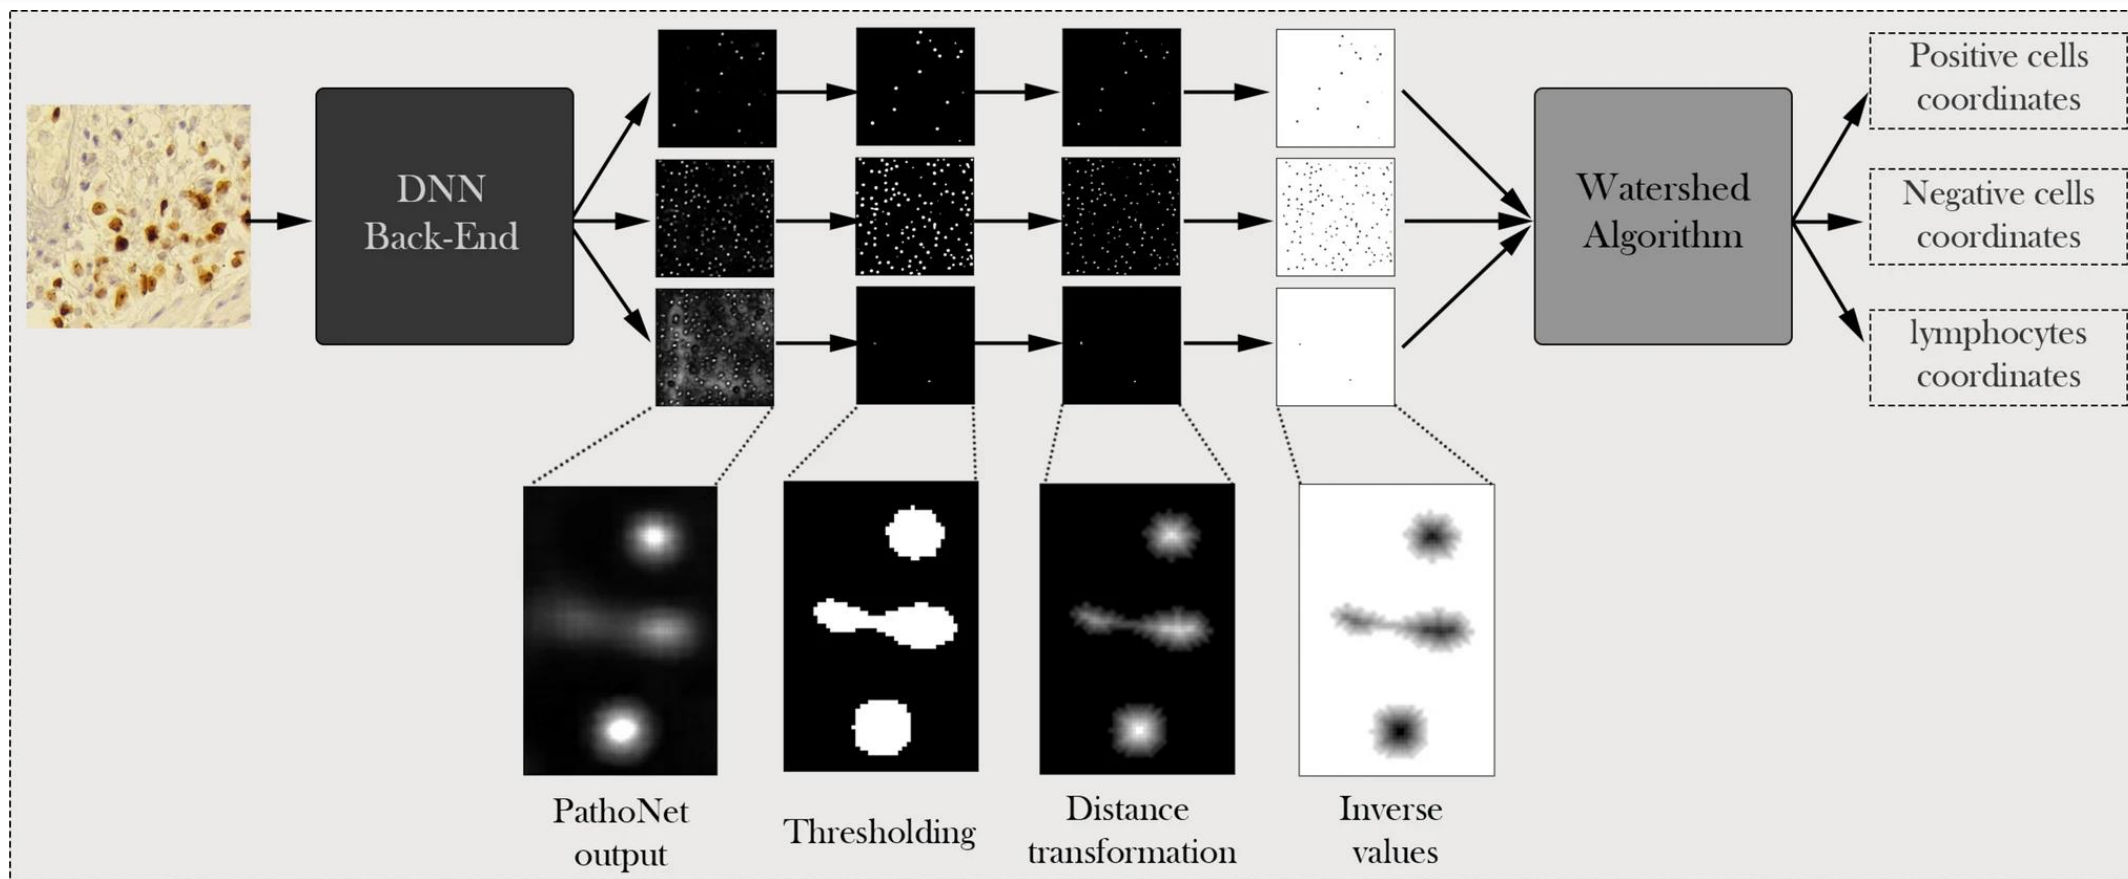 DNN
Back-End
Watershed
Algorithm
Positive cells
coordinates
Negative cells
coordinates
lymphocytes
coordinates
PathoNet
output
Thresholding
Distance
transformation
Inverse
values